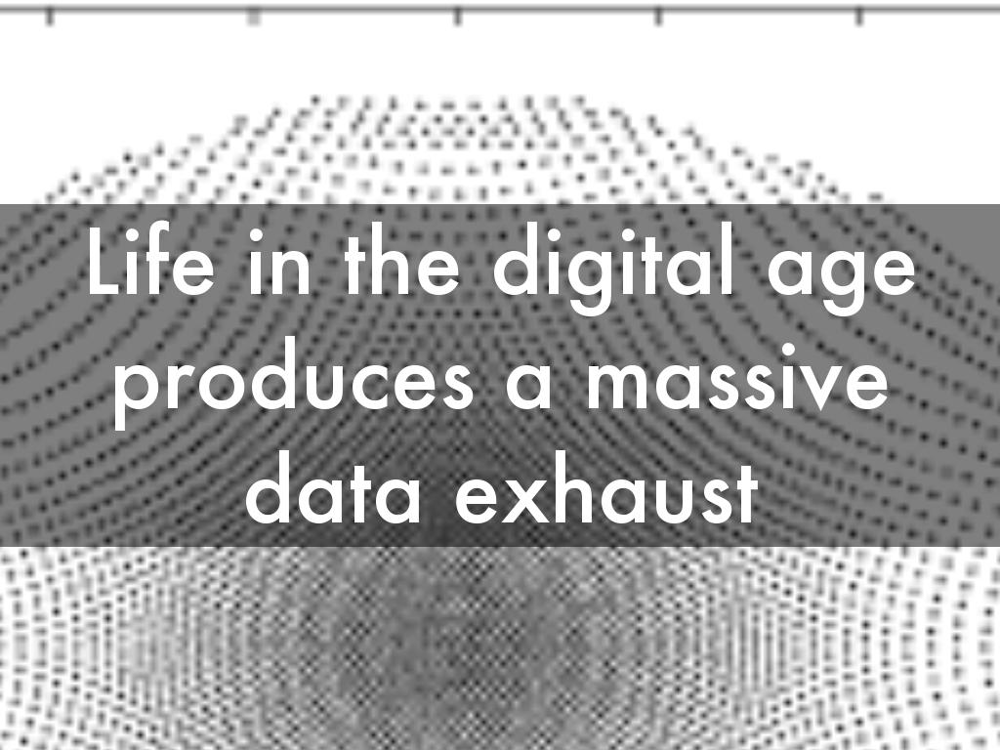 Life in the digital age
produces a massive
data exhaust